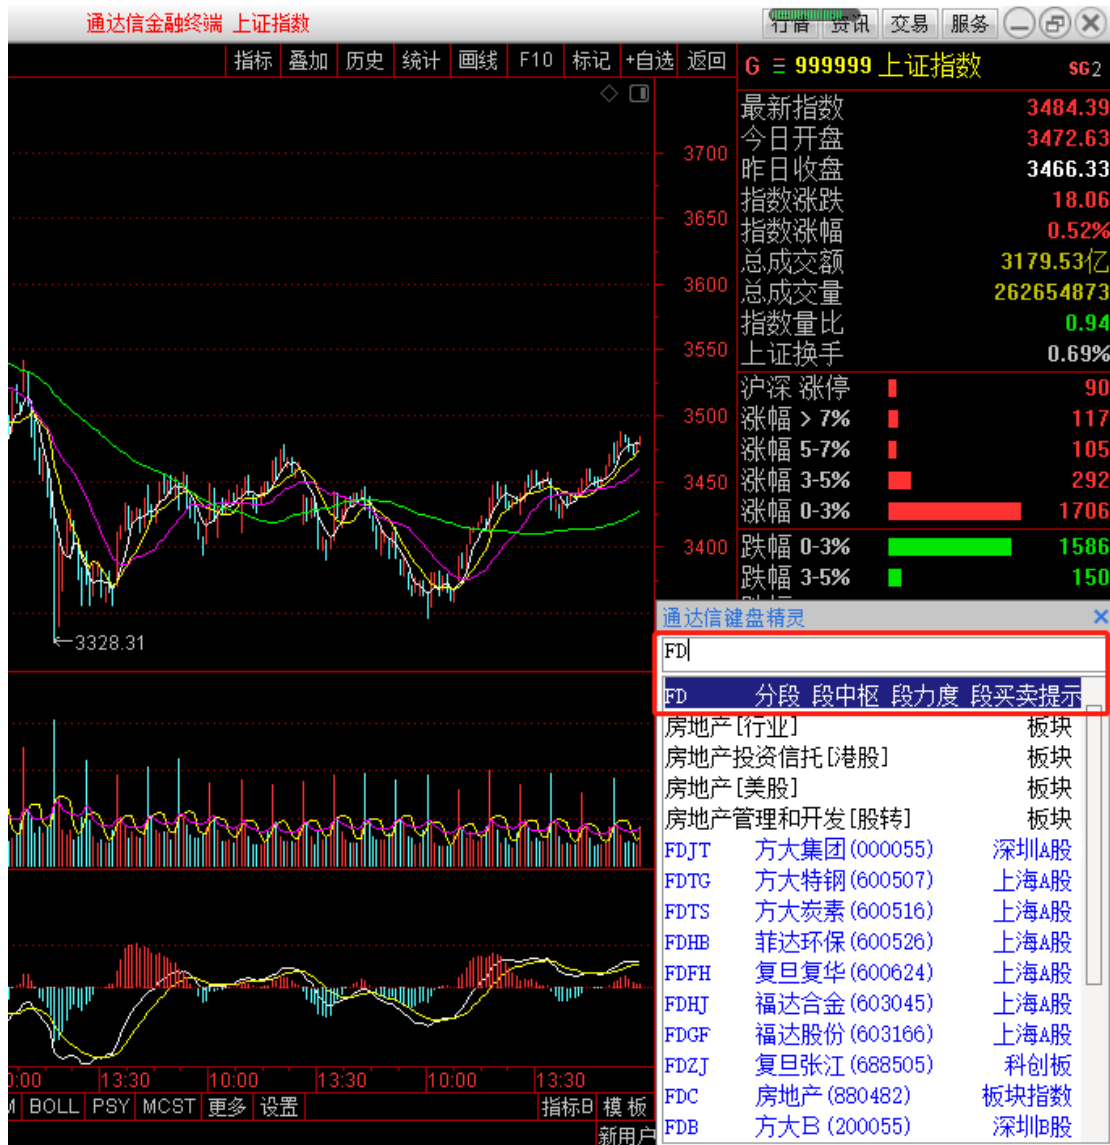 通达信金融终端 上证指数
行情 资讯 交易 服务
指标 叠加 历史 统计 画线 F10 标记 +自选 返回
G 999999 上证指数 SG2
最新指数 3484.39
今日开盘 3472.63
昨日收盘 3466.33
指数涨跌 18.06
指数涨幅 0.52%
总成交额 3179.53亿
总成交量 262654873
指数量比 0.94
上证换手 0.69%
沪深 涨停 90
涨幅 > 7% 117
涨幅 5-7% 105
涨幅 3-5% 292
涨幅 0-3% 1706
跌幅 0-3% 1586
跌幅 3-5% 150
3700
3650
3600
3550
3500
3450
3400
←3328.31
通达信键盘精灵 ×
FD
FD 分段 段中枢 段力度 段买卖提示
房地产[行业] 板块
房地产投资信托[港股] 板块
房地产[美股] 板块
房地产管理和开发[股转] 板块
FDJT 方大集团(000055) 深圳A股
FDTG 方大特钢(600507) 上海A股
FDTS 方大炭素(600516) 上海A股
FDHB 菲达环保(600526) 上海A股
FDFH 复旦复华(600624) 上海A股
FDHJ 福达合金(603045) 上海A股
FDGF 福达股份(603166) 上海A股
FDZJ 复旦张江(688505) 科创板
FDC 房地产(880482) 板块指数
FDB 方大B(200055) 深圳B股
0:00 13:30 10:00 13:30 10:00 13:30
BOLL PSY MCST 更多 设置 指标B 模板
新用户